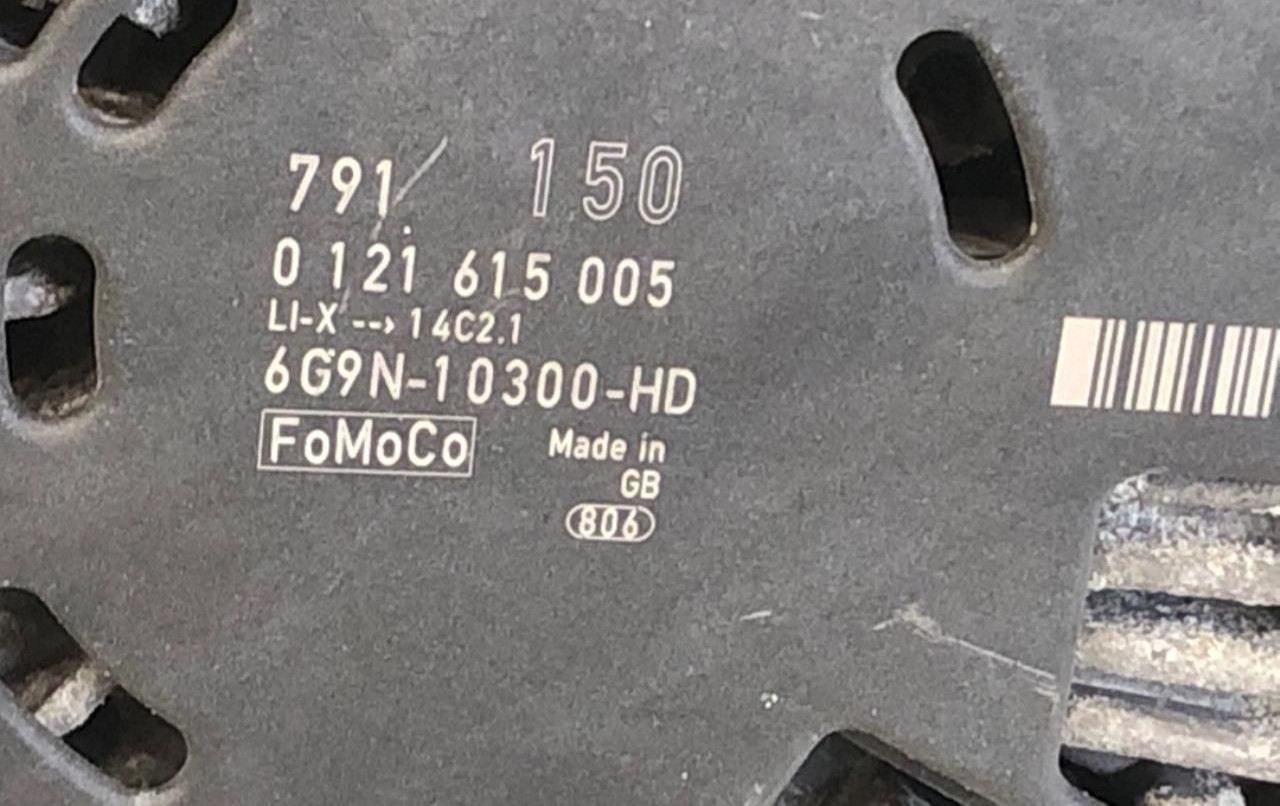 791 150
0 121 615 005
LI-X --> 14C2.1
6G9N-10300-HD
FoMoCo Made in
GB
806